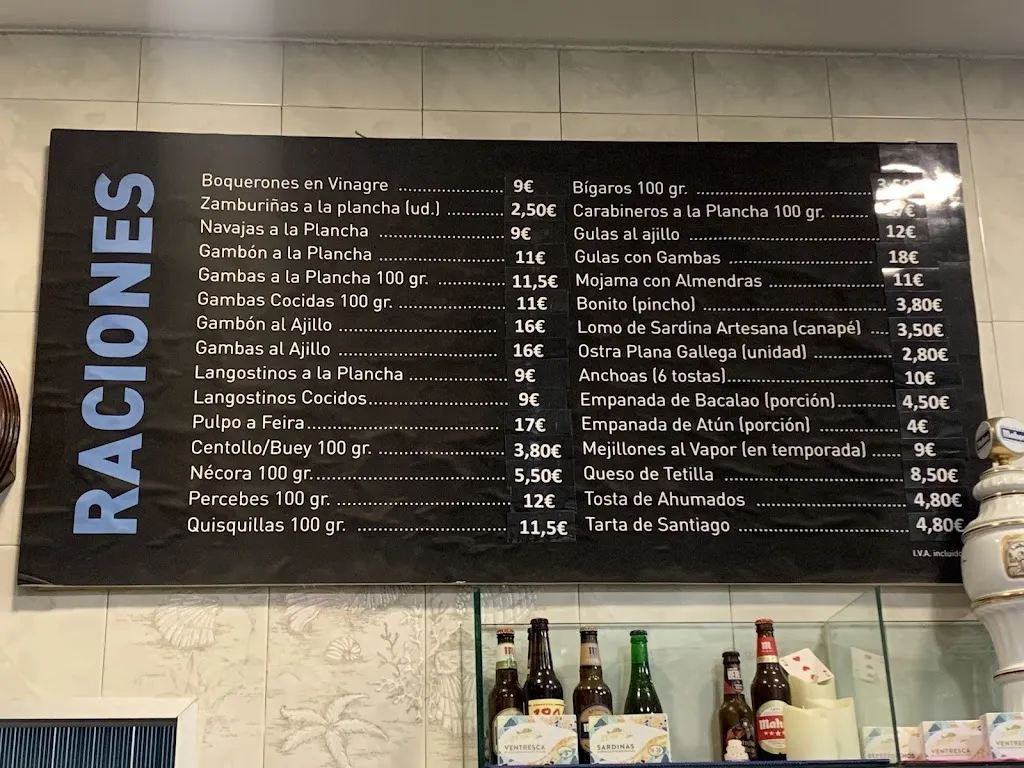 RACIONES
Boquerones en Vinagre ........................ 9€
Zamburiñas a la plancha (ud.) ............. 2,50€
Navajas a la Plancha ............................. 9€
Gambón a la Plancha ............................ 11€
Gambas a la Plancha 100 gr. ................ 11,5€
Gambas Cocidas 100 gr. ........................ 11€
Gambón al Ajillo .................................... 16€
Gambas al Ajillo .................................... 16€
Langostinos a la Plancha ...................... 9€
Langostinos Cocidos.............................. 9€
Pulpo a Feira.......................................... 17€
Centollo/Buey 100 gr. ............................ 3,80€
Nécora 100 gr......................................... 5,50€
Percebes 100 gr. .................................... 12€
Quisquillas 100 gr. ................................ 11,5€
Bígaros 100 gr. ......................................
Carabineros a la Plancha 100 gr. ........
Gulas al ajillo ........................................ 12€
Gulas con Gambas ................................ 18€
Mojama con Almendras ........................ 11€
Bonito (pincho) ...................................... 3,80€
Lomo de Sardina Artesana (canapé) .... 3,50€
Ostra Plana Gallega (unidad) ................ 2,80€
Anchoas (6 tostas).................................. 10€
Empanada de Bacalao (porción)............ 4,50€
Empanada de Atún (porción) ................ 4€
Mejillones al Vapor (en temporada) ...... 9€
Queso de Tetilla .................................... 8,50€
Tosta de Ahumados .............................. 4,80€
Tarta de Santiago .................................. 4,80€
I.V.A. incluido
VENTRESCA
SARDINAS
VENTRESCA